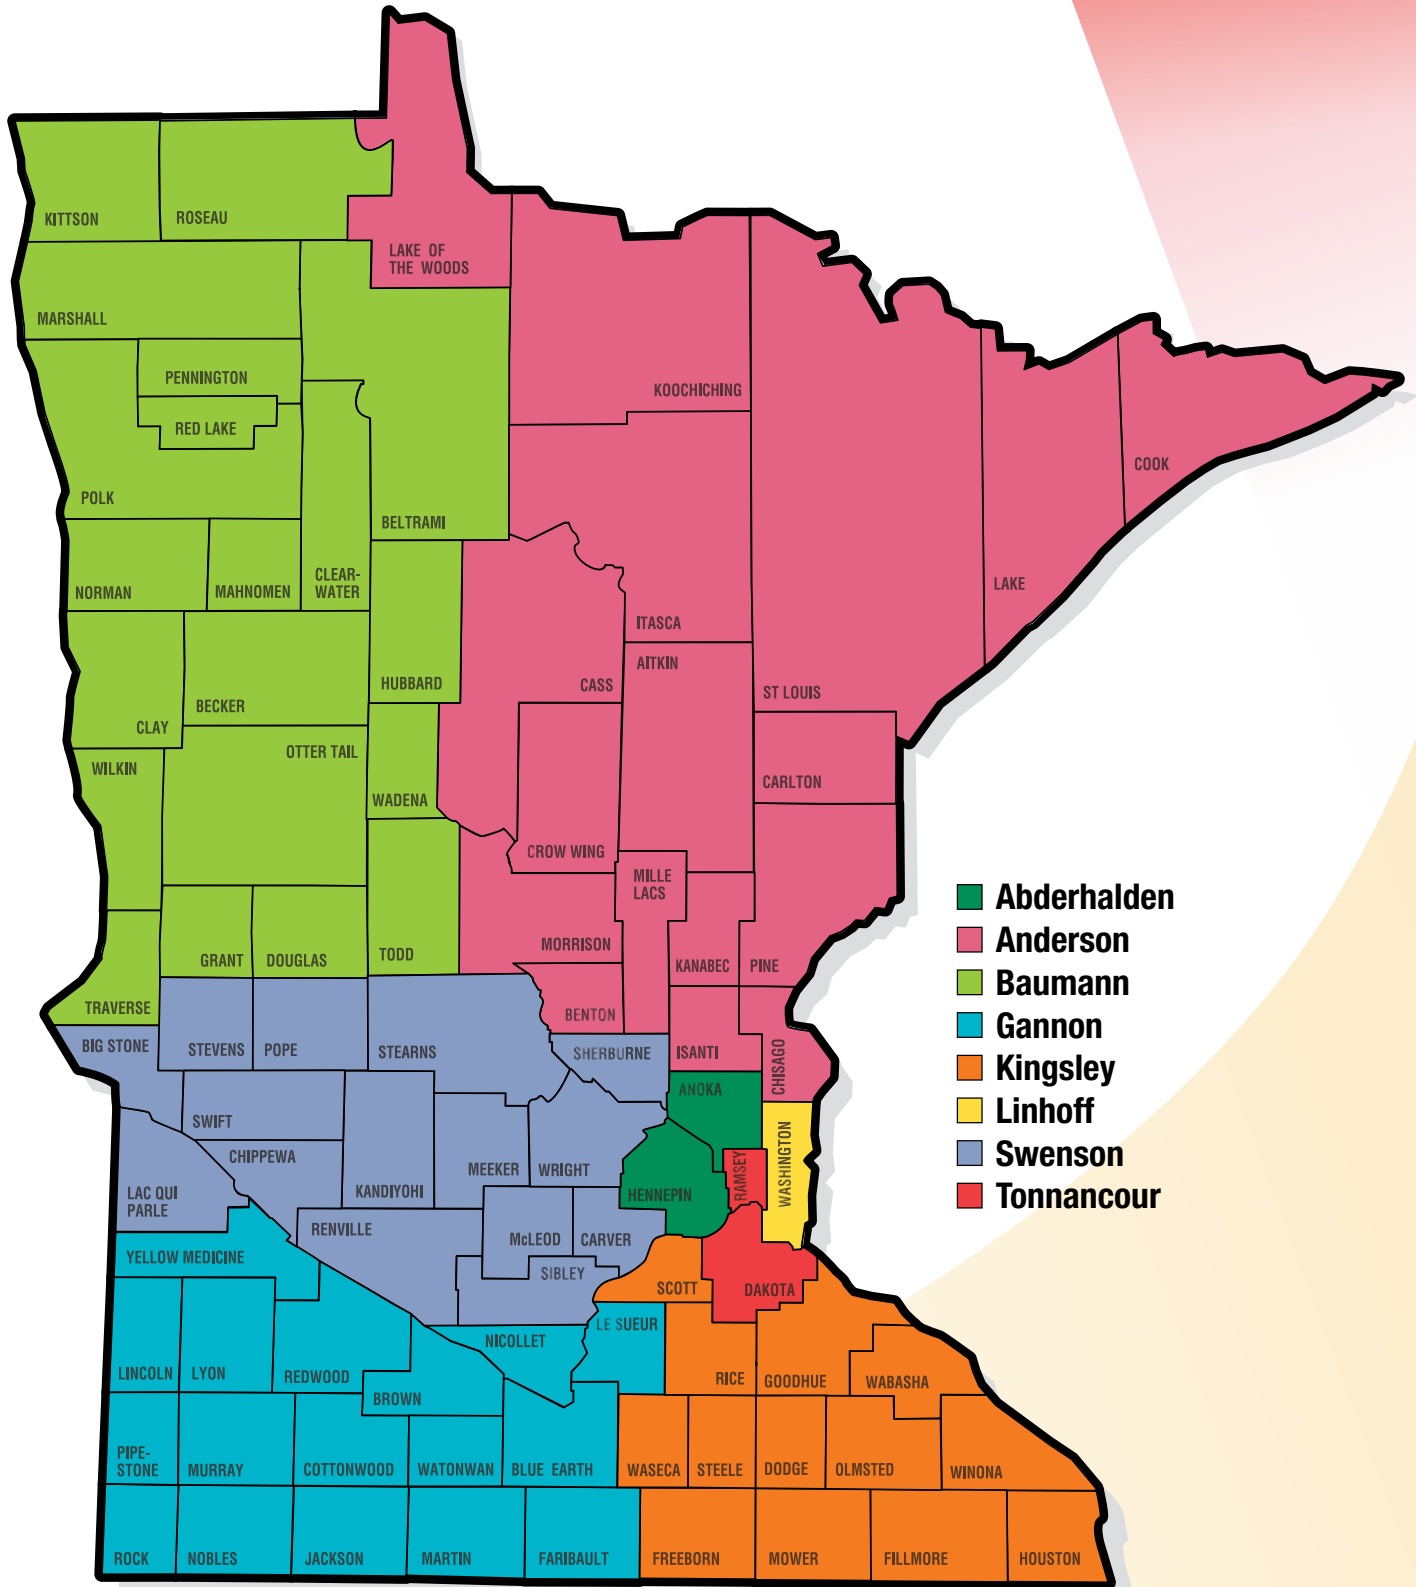 KITTSON
ROSEAU
LAKE OF
THE WOODS
MARSHALL
PENNINGTON
KOOCHICHING
RED LAKE
COOK
POLK
BELTRAMI
CLEAR-
WATER
NORMAN
MAHNOMEN
LAKE
ITASCA
AITKIN
HUBBARD
CASS
ST LOUIS
BECKER
CLAY
OTTER TAIL
WILKIN
CARLTON
WADENA
CROW WING
MILLE
LACS
MORRISON
GRANT
DOUGLAS
TODD
KANABEC
PINE
TRAVERSE
BENTON
BIG STONE
STEVENS
POPE
STEARNS
SHERBURNE
ISANTI
CHISAGO
ANOKA
SWIFT
CHIPPEWA
MEEKER
WRIGHT
RAMSEY
WASHINGTON
LAC QUI
PARLE
KANDIYOHI
HENNEPIN
RENVILLE
McLEOD
CARVER
YELLOW MEDICINE
SIBLEY
SCOTT
DAKOTA
LE SUEUR
NICOLLET
LINCOLN
LYON
REDWOOD
BROWN
RICE
GOODHUE
WABASHA
PIPE-
STONE
MURRAY
COTTONWOOD
WATONWAN
BLUE EARTH
WASECA
STEELE
DODGE
OLMSTED
WINONA
ROCK
NOBLES
JACKSON
MARTIN
FARIBAULT
FREEBORN
MOWER
FILLMORE
HOUSTON
Abderhalden
Anderson
Baumann
Gannon
Kingsley
Linhoff
Swenson
Tonnancour